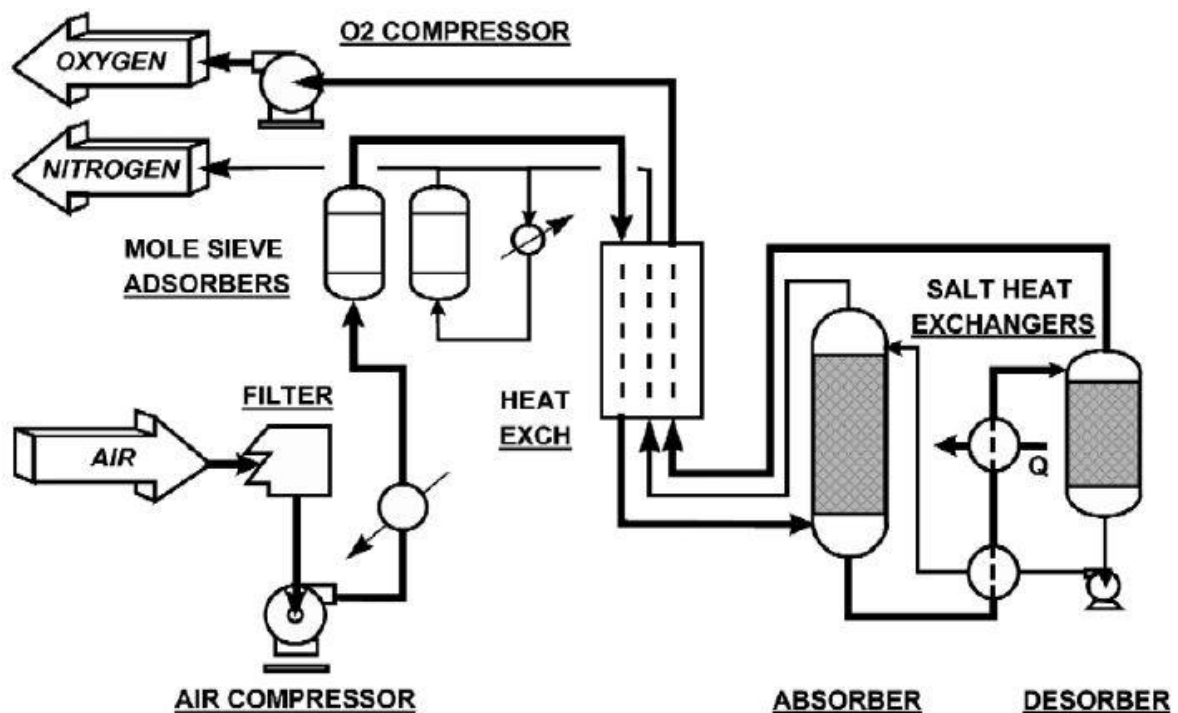 O2 COMPRESSOR
OXYGEN
NITROGEN
MOLE SIEVE
ADSORBERS
SALT HEAT
EXCHANGERS
FILTER
HEAT
EXCH
AIR
Q
AIR COMPRESSOR
ABSORBER
DESORBER